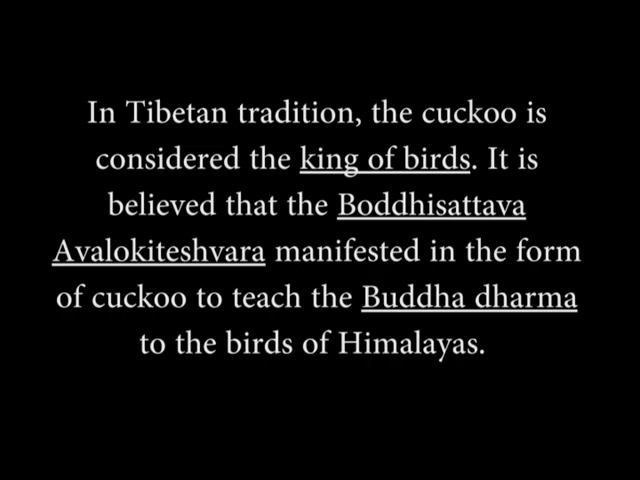 In Tibetan tradition, the cuckoo is
considered the king of birds. It is
believed that the Boddhisattava
Avalokiteshvara manifested in the form
of cuckoo to teach the Buddha dharma
to the birds of Himalayas.